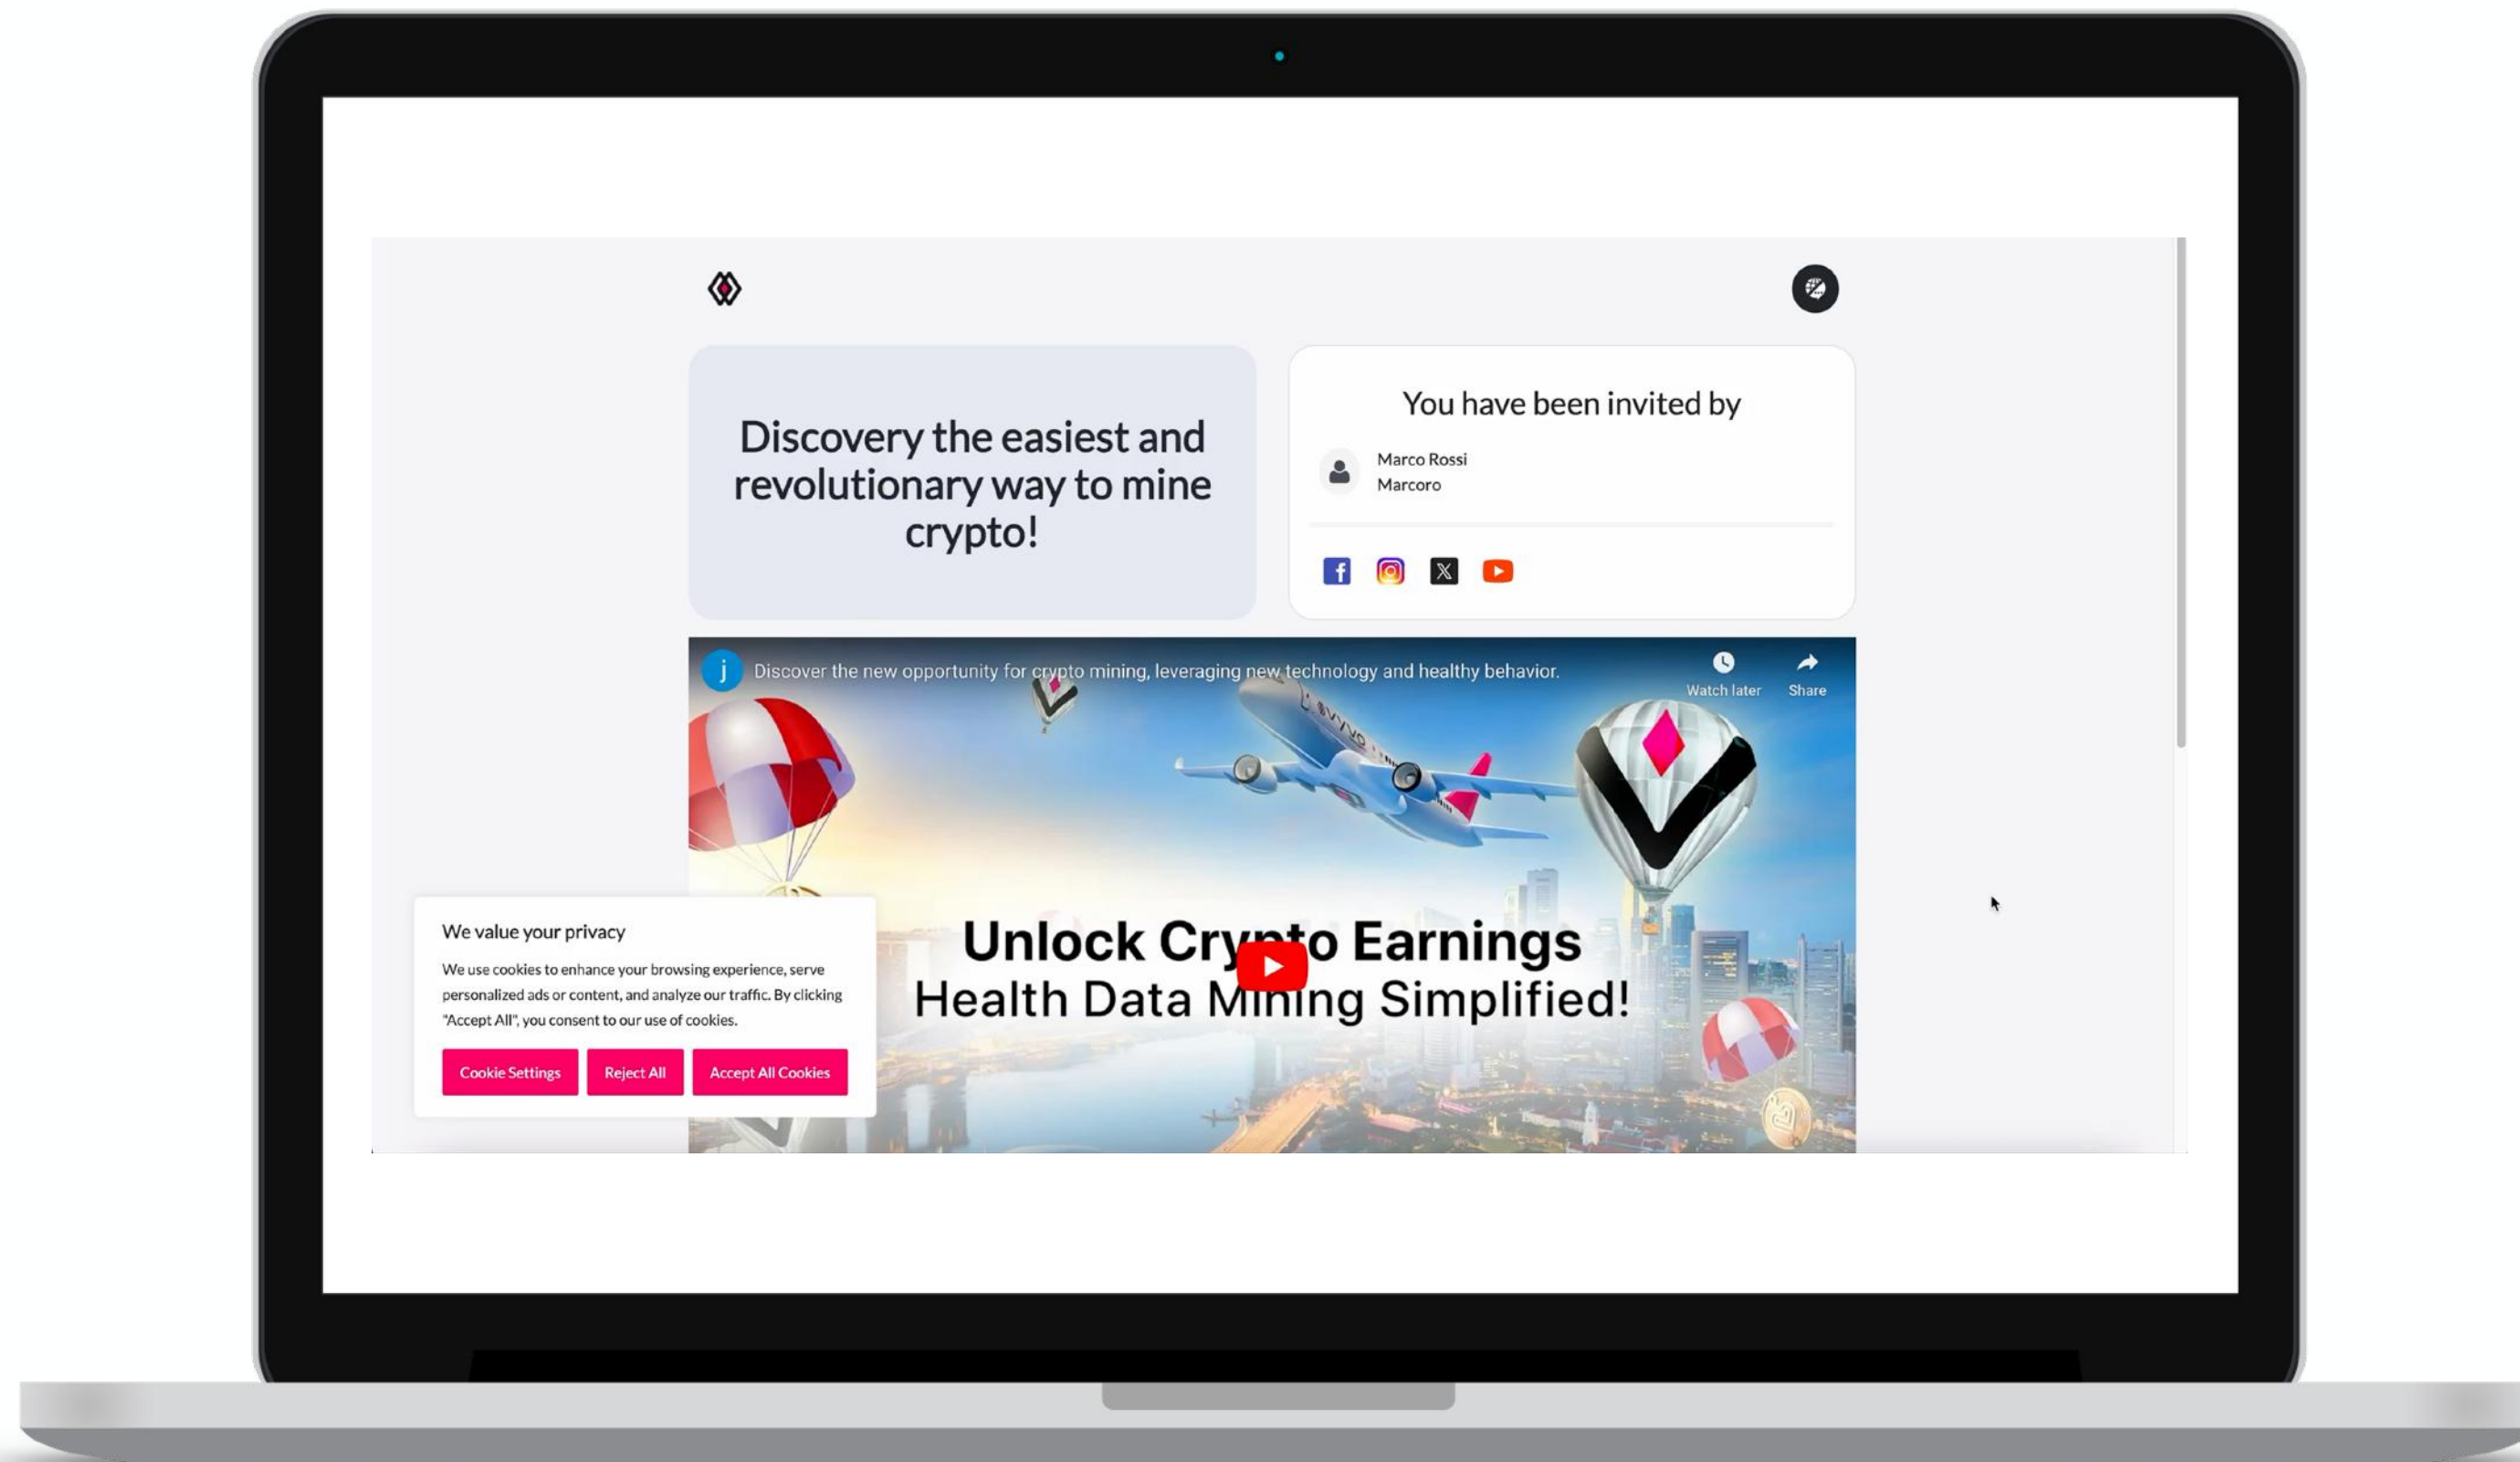 Discovery the easiest and
revolutionary way to mine
crypto!
You have been invited by
Marco Rossi
Marcoro
j
Discover the new opportunity for crypto mining, leveraging new technology and healthy behavior.
Watch later
Share
Unlock Crypto Earnings
Health Data Mining Simplified!
We value your privacy
We use cookies to enhance your browsing experience, serve
personalized ads or content, and analyze our traffic. By clicking
"Accept All", you consent to our use of cookies.
Cookie Settings
Reject All
Accept All Cookies